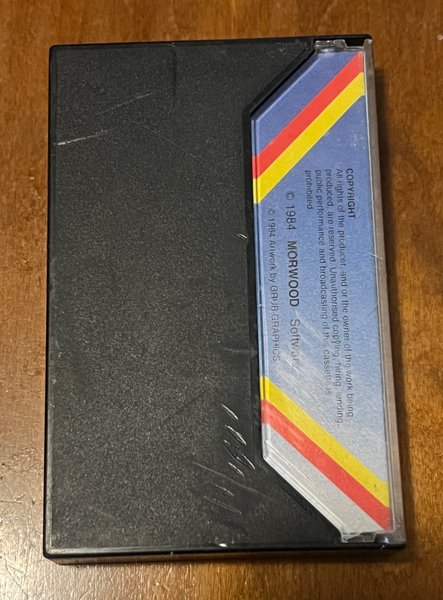 COPYRIGHT
All rights of the producer, and or the owner of the work being
produced, are reserved. Unauthorised copying, hiring, lending,
public performance and broadcasting of this cassette is
prohibited.
© 1984 MORWOOD Software
© 1984 Artwork by GRUB GRAPHICS.